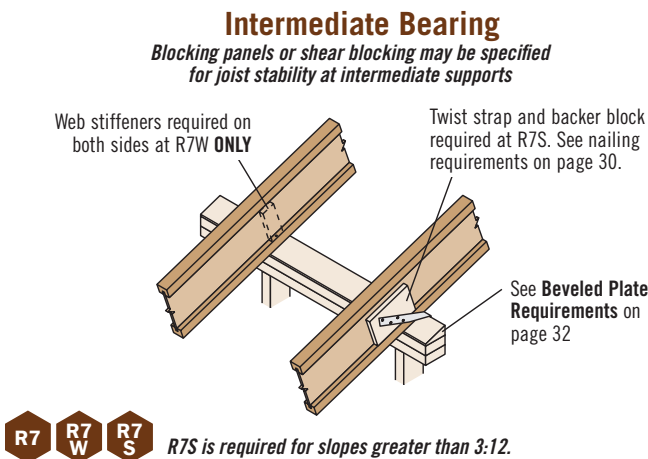 Intermediate Bearing
Blocking panels or shear blocking may be specified
for joist stability at intermediate supports
Web stiffeners required on
both sides at R7W ONLY
Twist strap and backer block
required at R7S. See nailing
requirements on page 30.
See Beveled Plate
Requirements on
page 32
R7
R7
W
R7
S
R7S is required for slopes greater than 3:12.